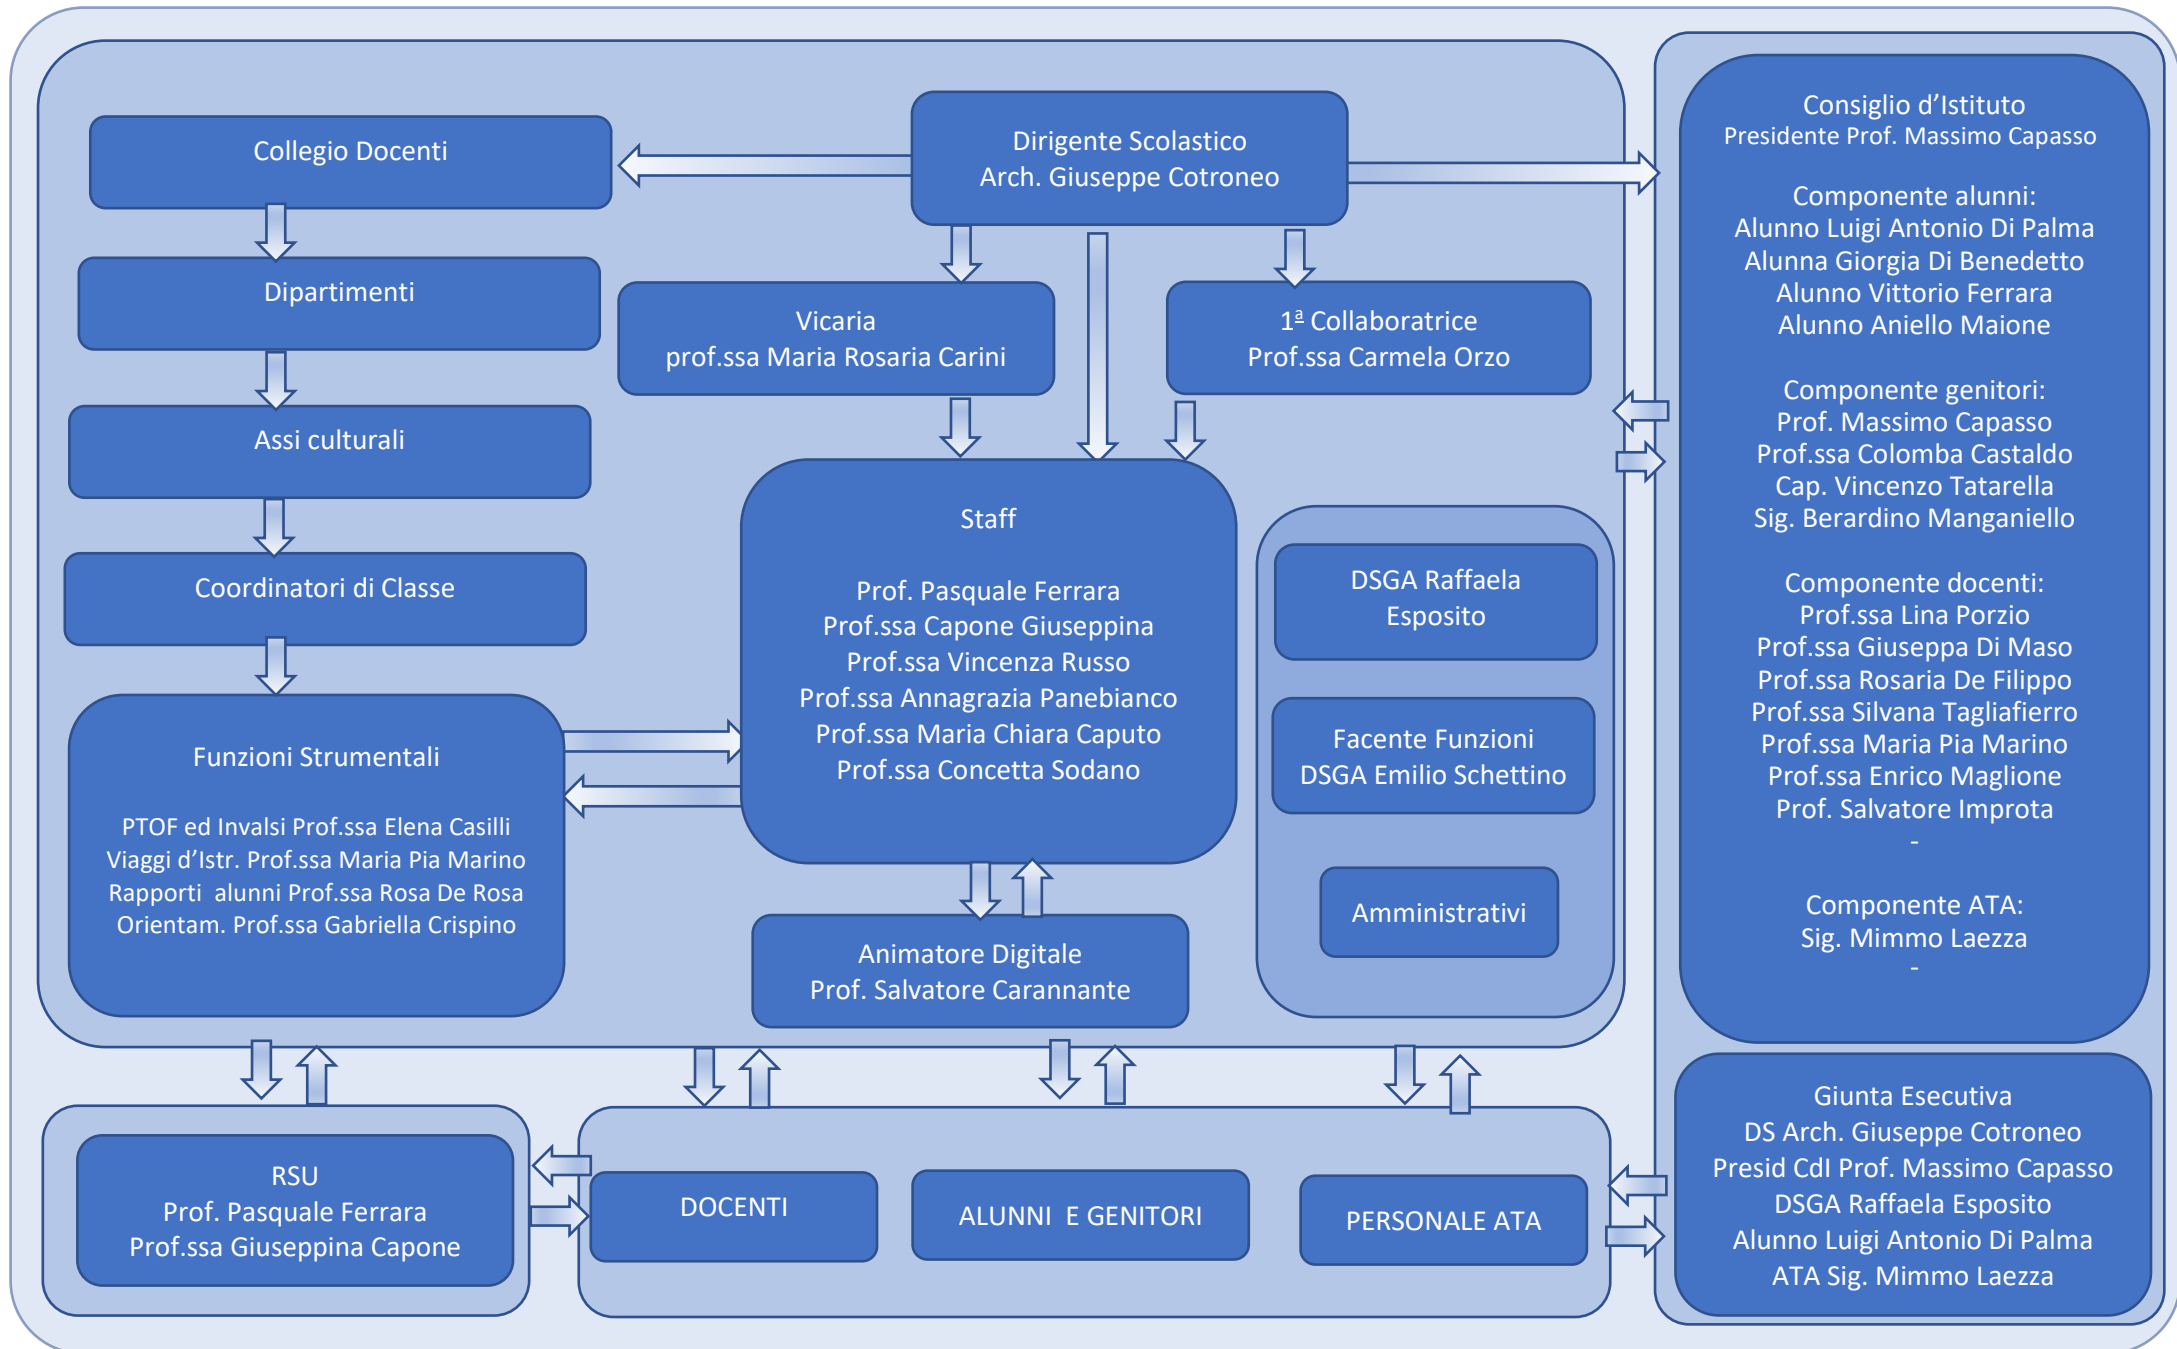 Collegio Docenti
Dirigente Scolastico
Arch. Giuseppe Cotroneo
Dipartimenti
Vicaria
prof.ssa Maria Rosaria Carini
1ª Collaboratrice
Prof.ssa Carmela Orzo
Assi culturali
Coordinatori di Classe
Staff
Prof. Pasquale Ferrara
Prof.ssa Capone Giuseppina
Prof.ssa Vincenza Russo
Prof.ssa Annagrazia Panebianco
Prof.ssa Maria Chiara Caputo
Prof.ssa Concetta Sodano
DSGA Raffaela
Esposito
Facente Funzioni
DSGA Emilio Schettino
Amministrativi
Funzioni Strumentali
PTOF ed Invalsi Prof.ssa Elena Casilli
Viaggi d’Istr. Prof.ssa Maria Pia Marino
Rapporti  alunni Prof.ssa Rosa De Rosa
Orientam. Prof.ssa Gabriella Crispino
Animatore Digitale
Prof. Salvatore Carannante
Consiglio d’Istituto
Presidente Prof. Massimo Capasso
Componente alunni:
Alunno Luigi Antonio Di Palma
Alunna Giorgia Di Benedetto
Alunno Vittorio Ferrara
Alunno Aniello Maione
Componente genitori:
Prof. Massimo Capasso
Prof.ssa Colomba Castaldo
Cap. Vincenzo Tatarella
Sig. Berardino Manganiello
Componente docenti:
Prof.ssa Lina Porzio
Prof.ssa Giuseppa Di Maso
Prof.ssa Rosaria De Filippo
Prof.ssa Silvana Tagliafierro
Prof.ssa Maria Pia Marino
Prof.ssa Enrico Maglione
Prof. Salvatore Improta
-
Componente ATA:
Sig. Mimmo Laezza
-
RSU
Prof. Pasquale Ferrara
Prof.ssa Giuseppina Capone
DOCENTI
ALUNNI  E GENITORI
PERSONALE ATA
Giunta Esecutiva
DS Arch. Giuseppe Cotroneo
Presid CdI Prof. Massimo Capasso
DSGA Raffaela Esposito
Alunno Luigi Antonio Di Palma
ATA Sig. Mimmo Laezza